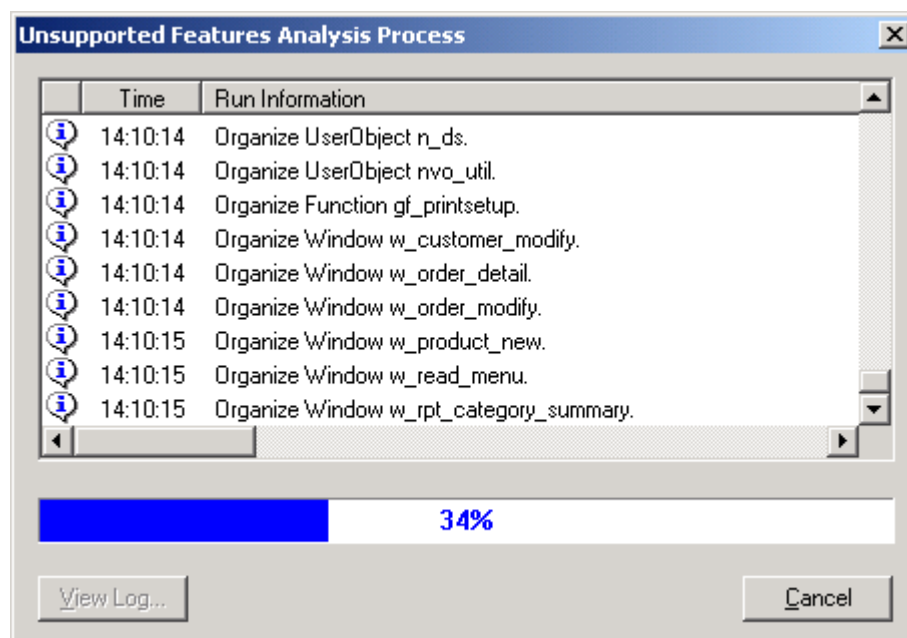 Unsupported Features Analysis Process
Time Run Information
14:10:14 Organize UserObject n_ds.
14:10:14 Organize UserObject nvo_util.
14:10:14 Organize Function gf_printsetup.
14:10:14 Organize Window w_customer_modify.
14:10:14 Organize Window w_order_detail.
14:10:14 Organize Window w_order_modify.
14:10:15 Organize Window w_product_new.
14:10:15 Organize Window w_read_menu.
14:10:15 Organize Window w_rpt_category_summary.
34%
View Log... Cancel